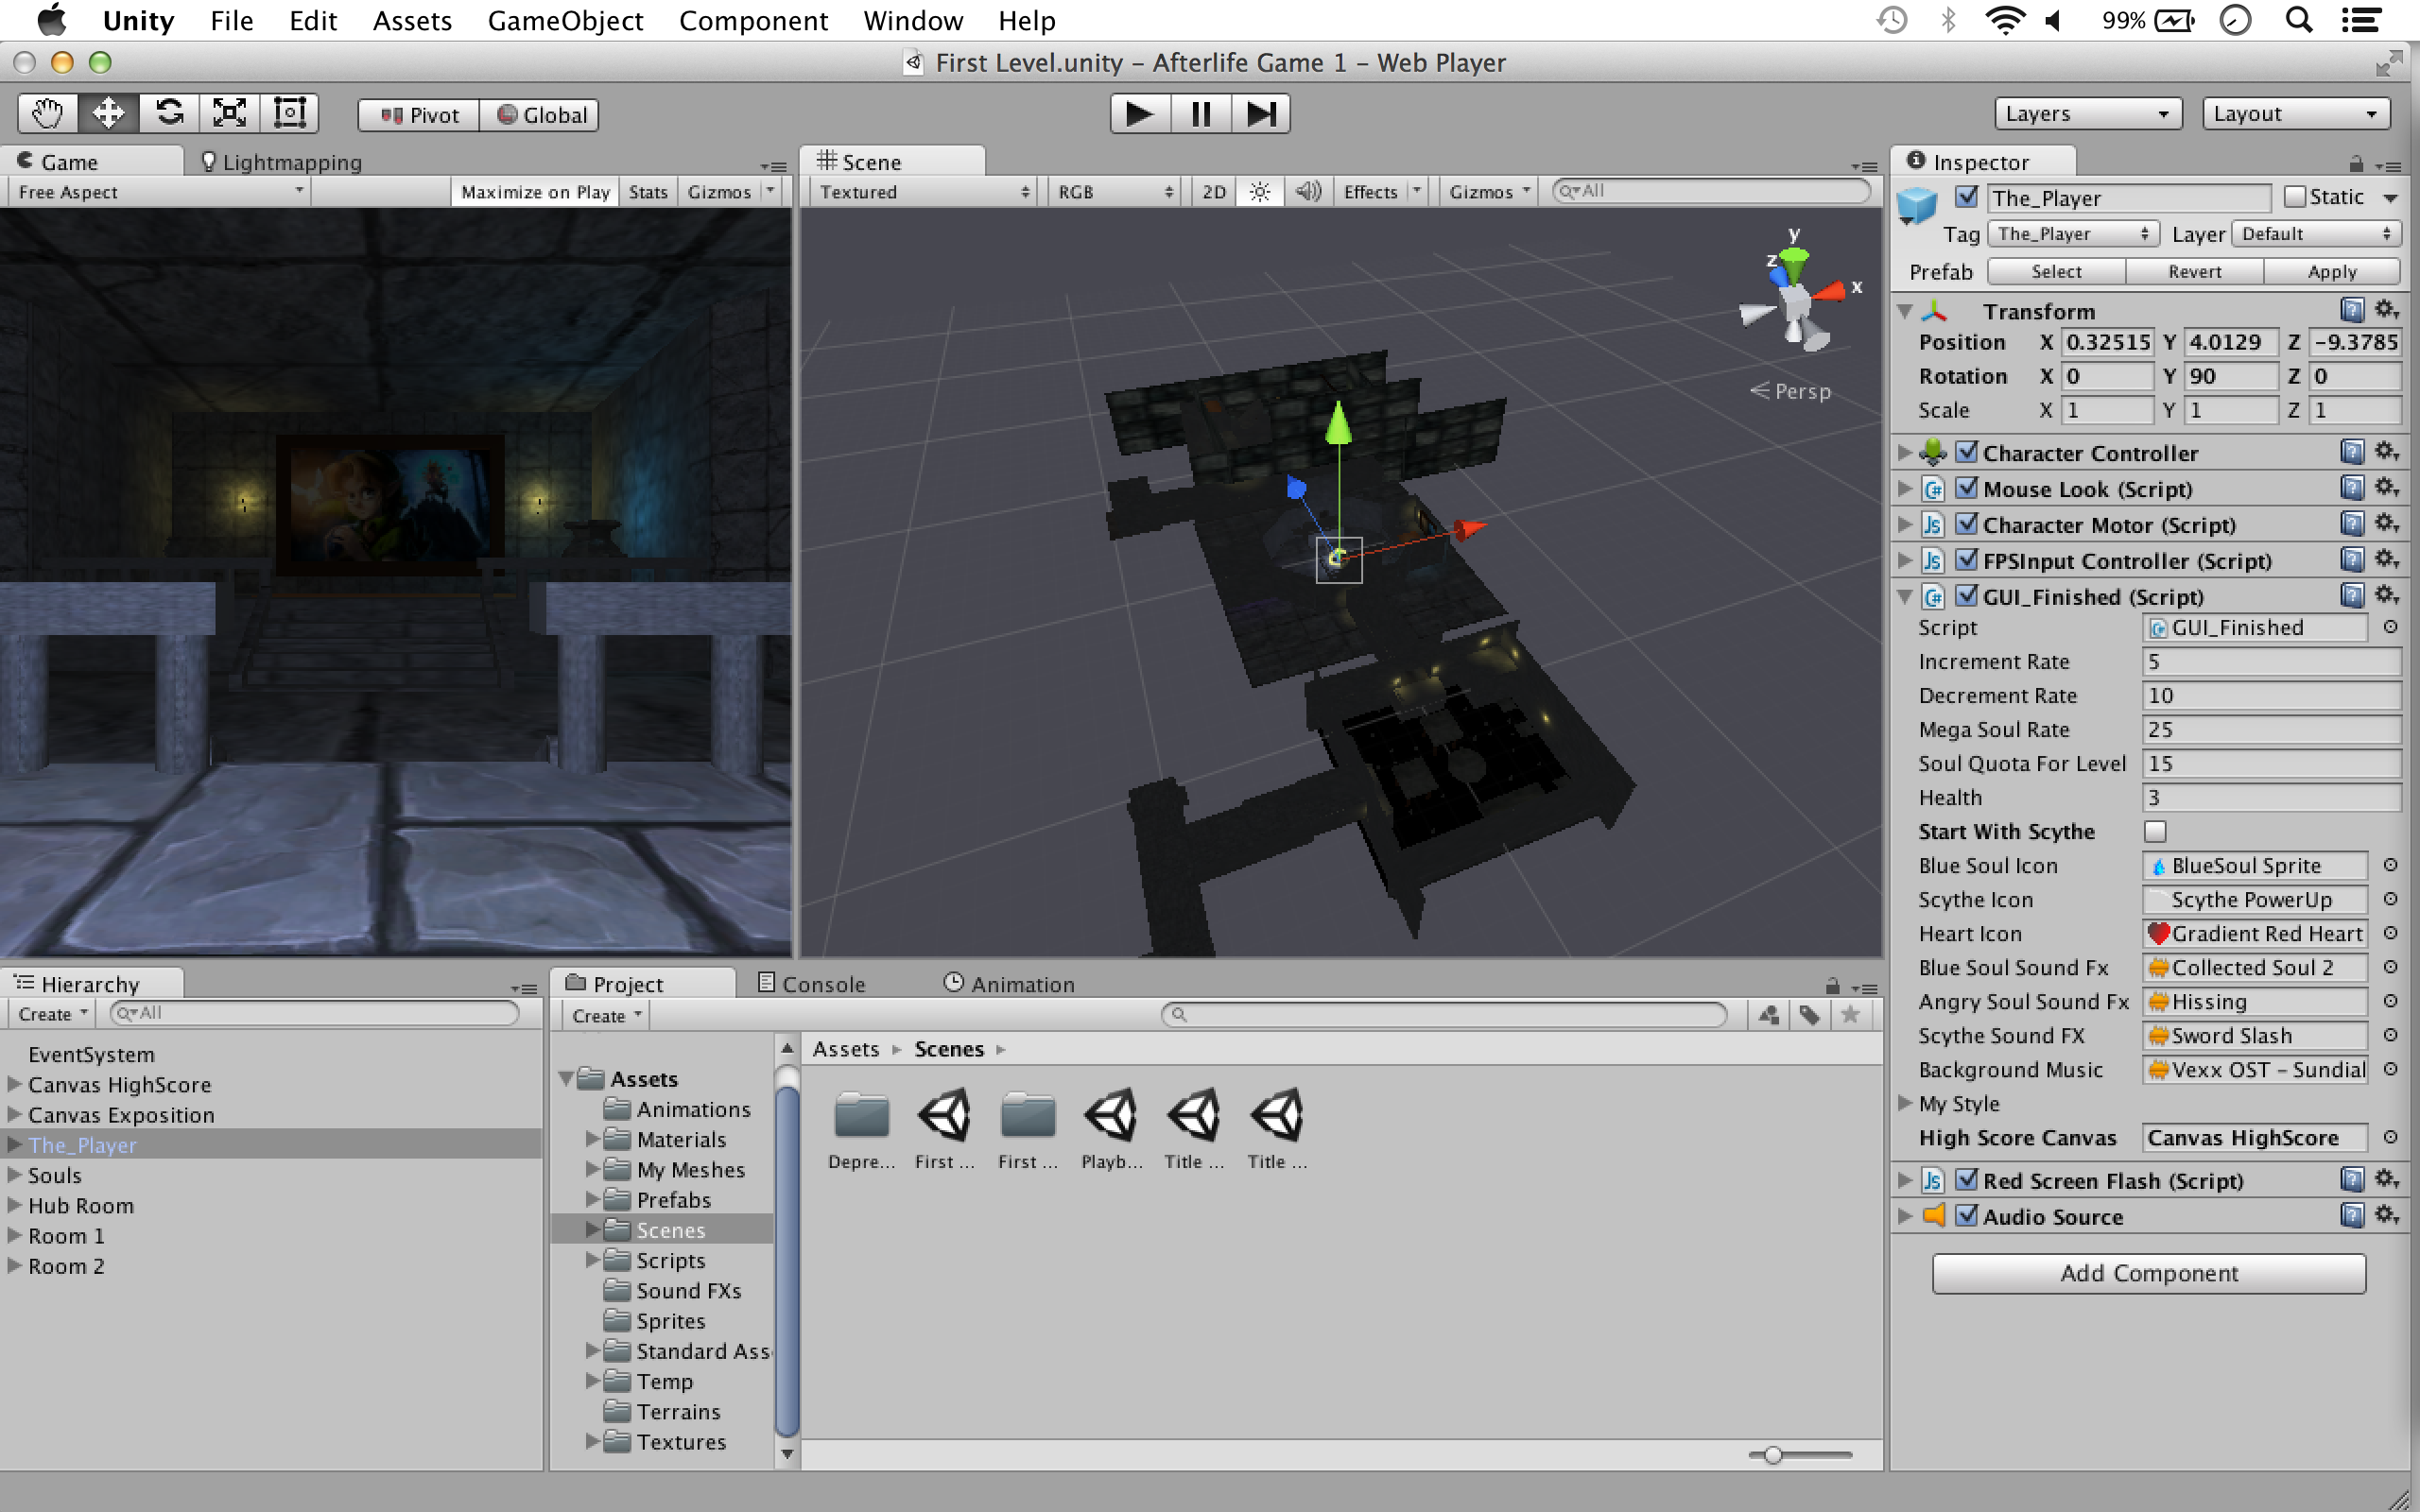 Unity File Edit Assets GameObject Component Window Help 99%
First Level.unity – Afterlife Game 1 – Web Player
Pivot Global Layers Layout
Game Lightmapping
Free Aspect Maximize on Play Stats Gizmos
Scene
Textured RGB 2D Effects Gizmos All
y
z
x
Persp
Hierarchy
Create All
EventSystem
Canvas HighScore
Canvas Exposition
The_Player
Souls
Hub Room
Room 1
Room 2
Project Console Animation
Create
Assets
Animations
Materials
My Meshes
Prefabs
Scenes
Scripts
Sound FXs
Sprites
Standard Ass
Temp
Terrains
Textures
Assets Scenes
Depre... First ... First ... Playb... Title ... Title ...
Inspector
The_Player Static
Tag The_Player Layer Default
Prefab Select Revert Apply
Transform
Position X 0.32515 Y 4.0129 Z -9.3785
Rotation X 0 Y 90 Z 0
Scale X 1 Y 1 Z 1
Character Controller
C# Mouse Look (Script)
Js Character Motor (Script)
Js FPSInput Controller (Script)
C# GUI_Finished (Script)
Script GUI_Finished
Increment Rate 5
Decrement Rate 10
Mega Soul Rate 25
Soul Quota For Level 15
Health 3
Start With Scythe
Blue Soul Icon BlueSoul Sprite
Scythe Icon Scythe PowerUp
Heart Icon Gradient Red Heart
Blue Soul Sound Fx Collected Soul 2
Angry Soul Sound Fx Hissing
Scythe Sound FX Sword Slash
Background Music Vexx OST – Sundial
My Style
High Score Canvas Canvas HighScore
Js Red Screen Flash (Script)
Audio Source
Add Component